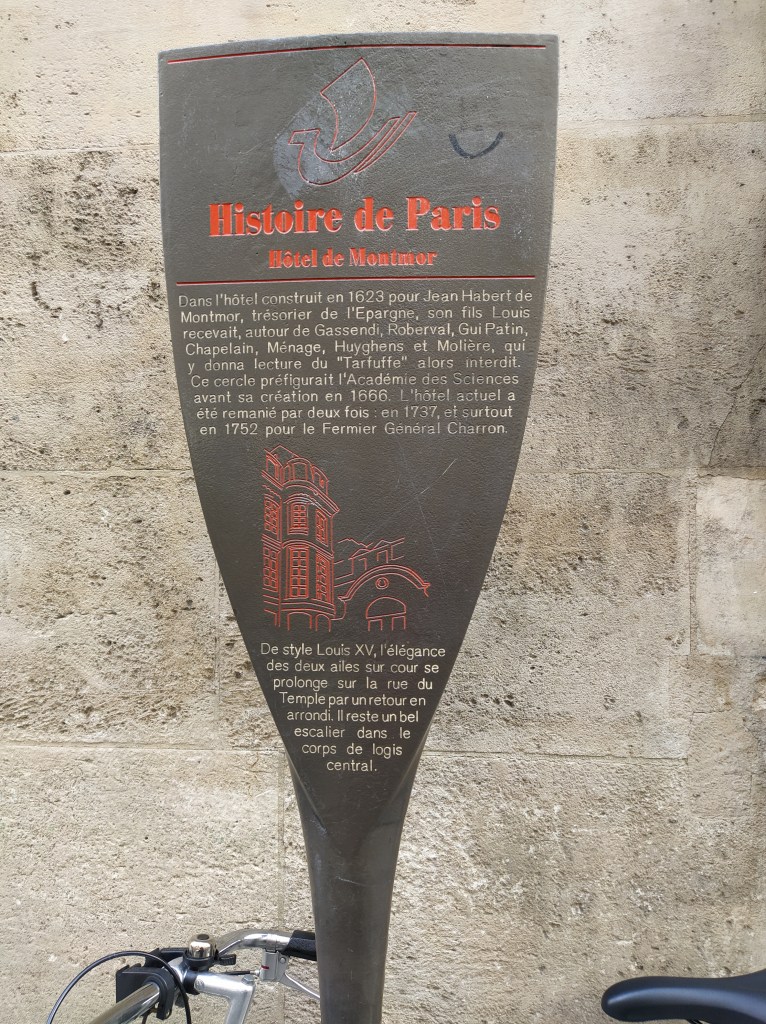 Histoire de Paris
Hôtel de Montmor
Dans l'hôtel construit en 1623 pour Jean Habert de
Montmor, trésorier de l'Epargne, son fils Louis
recevait, autour de Gassendi, Roberval, Gui Patin,
Chapelain, Ménage, Huyghens et Molière, qui
y donna lecture du "Tarfuffe" alors interdit.
Ce cercle préfigurait l'Académie des Sciences
avant sa création en 1666. L'hôtel actuel a
été remanié par deux fois : en 1737, et surtout
en 1752 pour le Fermier Général Charron.
De style Louis XV, l'élégance
des deux ailes sur cour se
prolonge sur la rue du
Temple par un retour en
arrondi. Il reste un bel
escalier dans le
corps de logis
central.